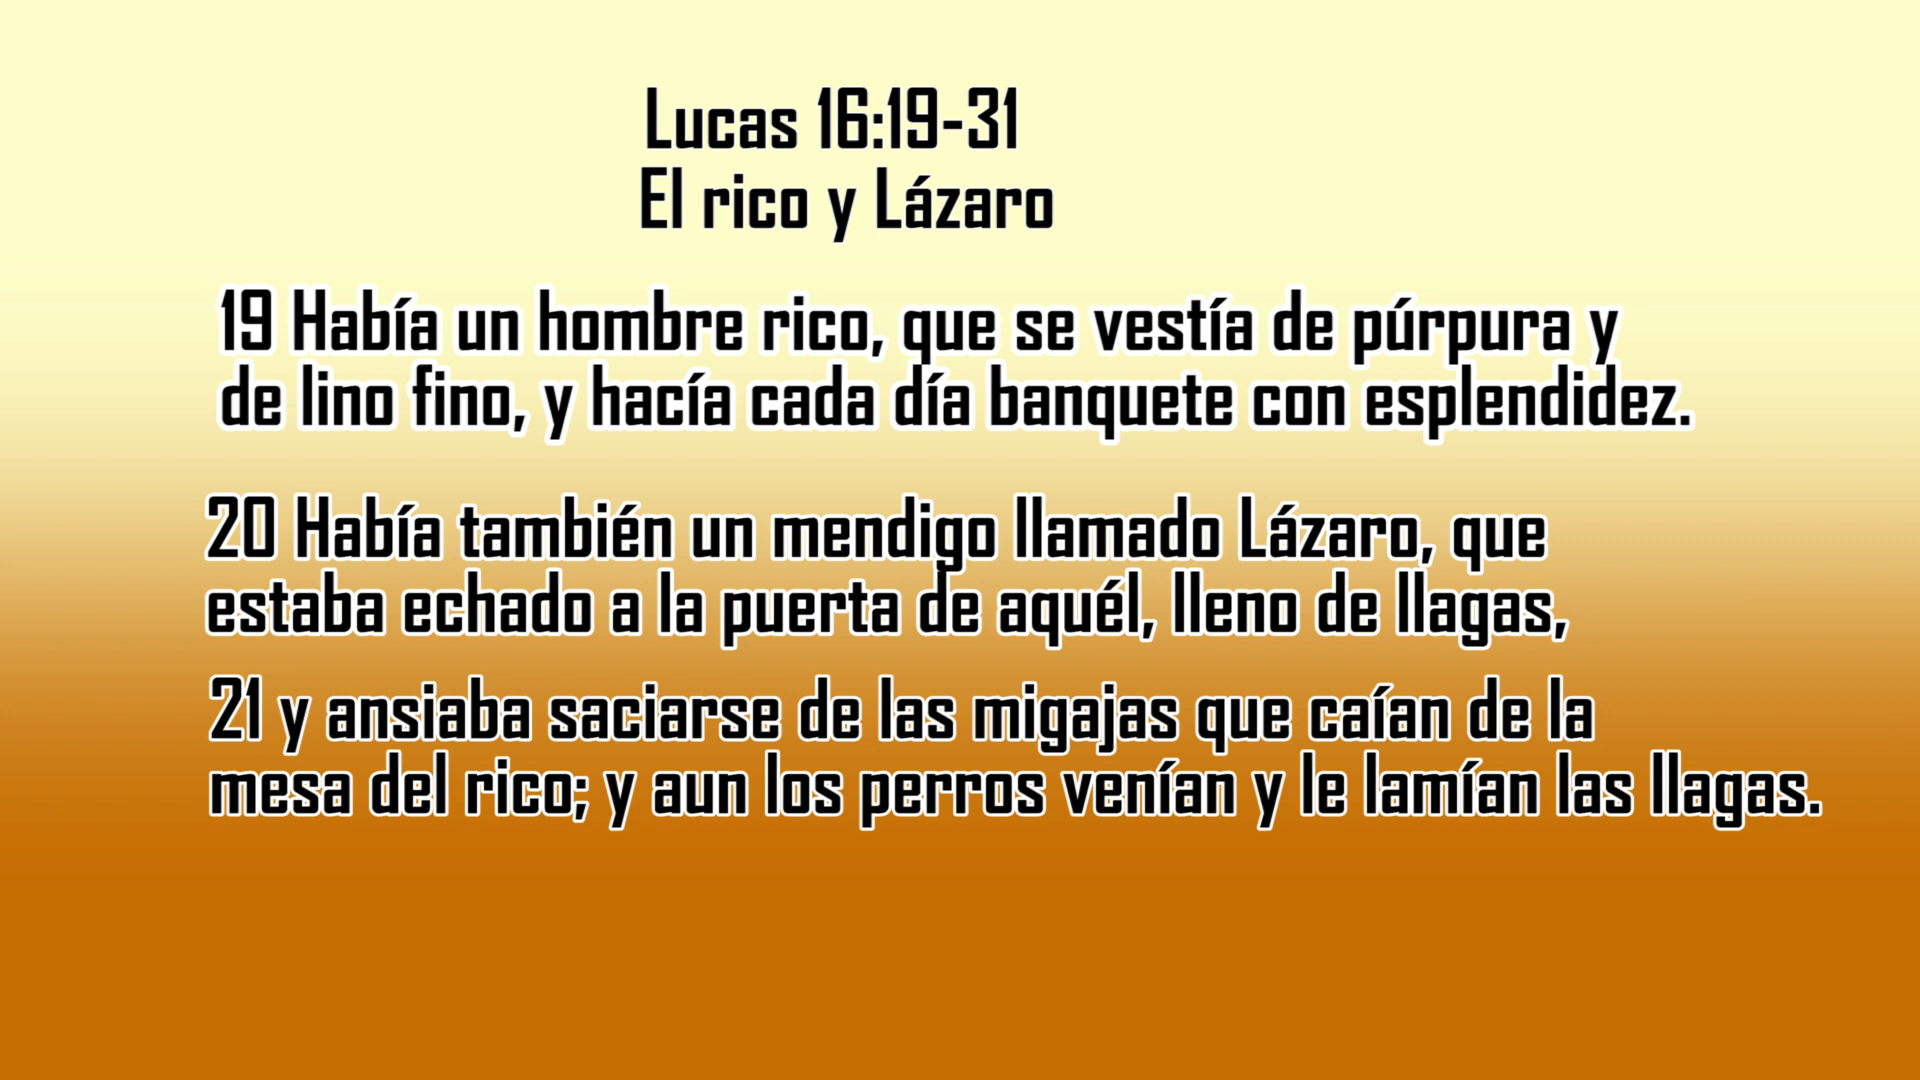 Lucas 16:19-31
El rico y Lázaro
19 Había un hombre rico, que se vestía de púrpura y
de lino fino, y hacía cada día banquete con esplendidez.
20 Había también un mendigo llamado Lázaro, que
estaba echado a la puerta de aquél, lleno de llagas,
21 y ansiaba saciarse de las migajas que caían de la
mesa del rico; y aun los perros venían y le lamían las llagas.